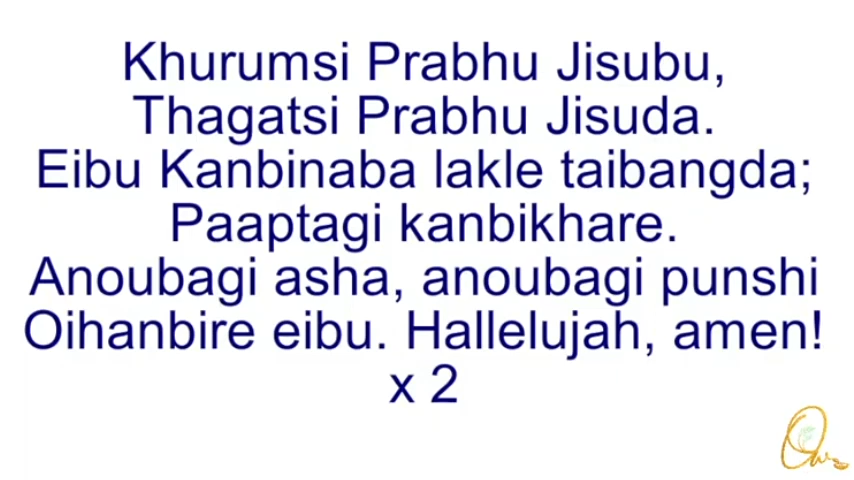 Khurumsi Prabhu Jisubu,
Thagatsi Prabhu Jisuda.
Eibu Kanbinaba lakle taibangda;
Paaptagi kanbikhare.
Anoubagi asha, anoubagi punshi
Oihanbire eibu. Hallelujah, amen!
x 2